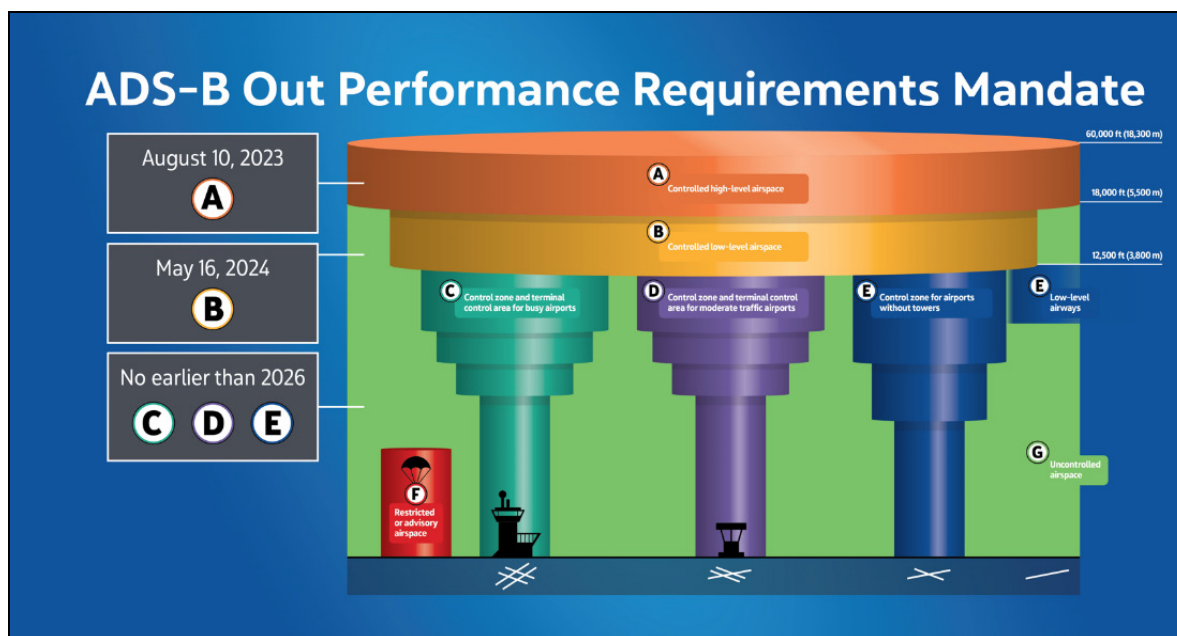 ADS-B Out Performance Requirements Mandate
August 10, 2023
A
May 16, 2024
B
No earlier than 2026
C D E
60,000 ft (18,300 m)
A
Controlled high-level airspace
18,000 ft (5,500 m)
B
Controlled low-level airspace
12,500 ft (3,800 m)
C
Control zone and terminal
control area for busy airports
D
Control zone and terminal control
area for moderate traffic airports
E
Control zone for airports
without towers
E
Low-level
airways
F
Restricted
or advisory
airspace
G
Uncontrolled
airspace